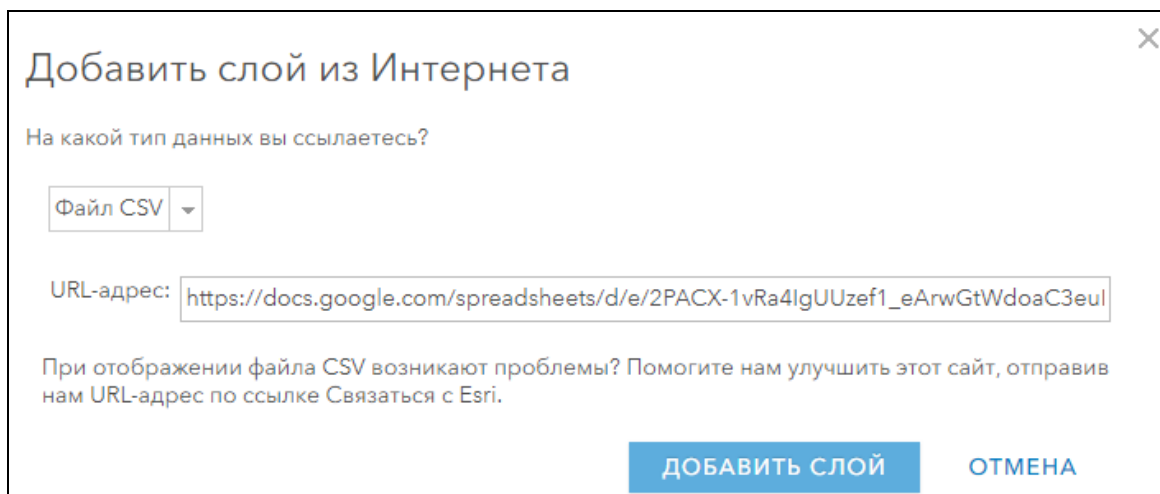 Добавить слой из Интернета
На какой тип данных вы ссылаетесь?
Файл CSV
URL-адрес: https://docs.google.com/spreadsheets/d/e/2PACX-1vRa4IgUUzef1_eArwGtWdoaC3eul
При отображении файла CSV возникают проблемы? Помогите нам улучшить этот сайт, отправив
нам URL-адрес по ссылке Связаться с Esri.
ДОБАВИТЬ СЛОЙ ОТМЕНА